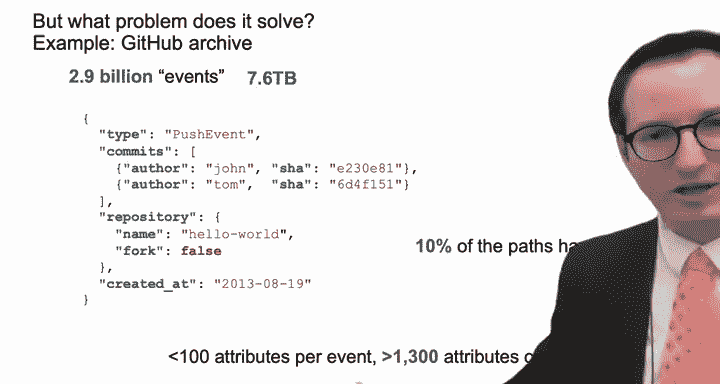 But what problem does it solve?
Example: GitHub archive
2.9 billion “events” 7.6TB
{
"type": "PushEvent",
"commits": [
{"author": "john", "sha": "e230e81"},
{"author": "tom", "sha": "6d4f151"}
],
"repository": {
"name": "hello-world",
"fork": false
},
"created_at": "2013-08-19"
}
10% of the paths ha
<100 attributes per event, >1,300 attributes